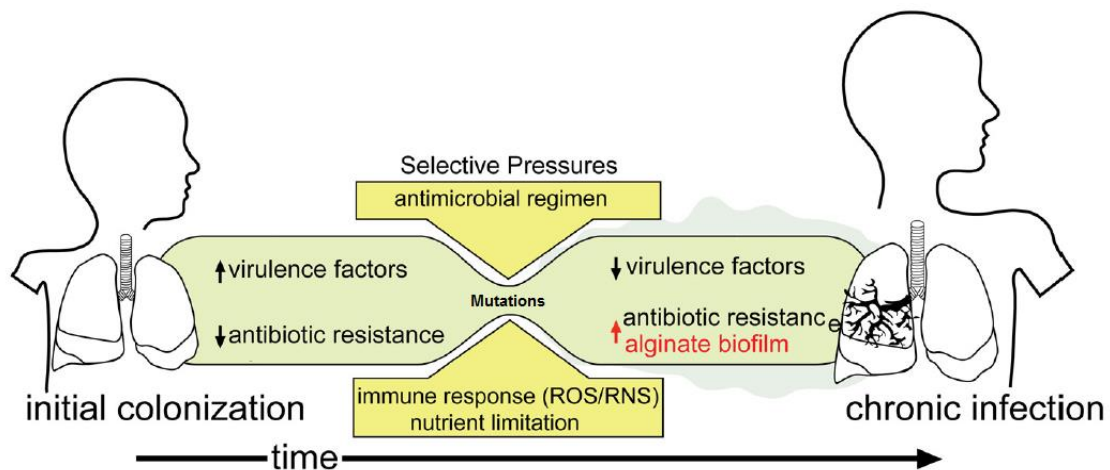 Selective Pressures
antimicrobial regimen
↑virulence factors
↓antibiotic resistance
Mutations
↓virulence factors
↑antibiotic resistance
alginate biofilm
immune response (ROS/RNS)
nutrient limitation
initial colonization
chronic infection
time